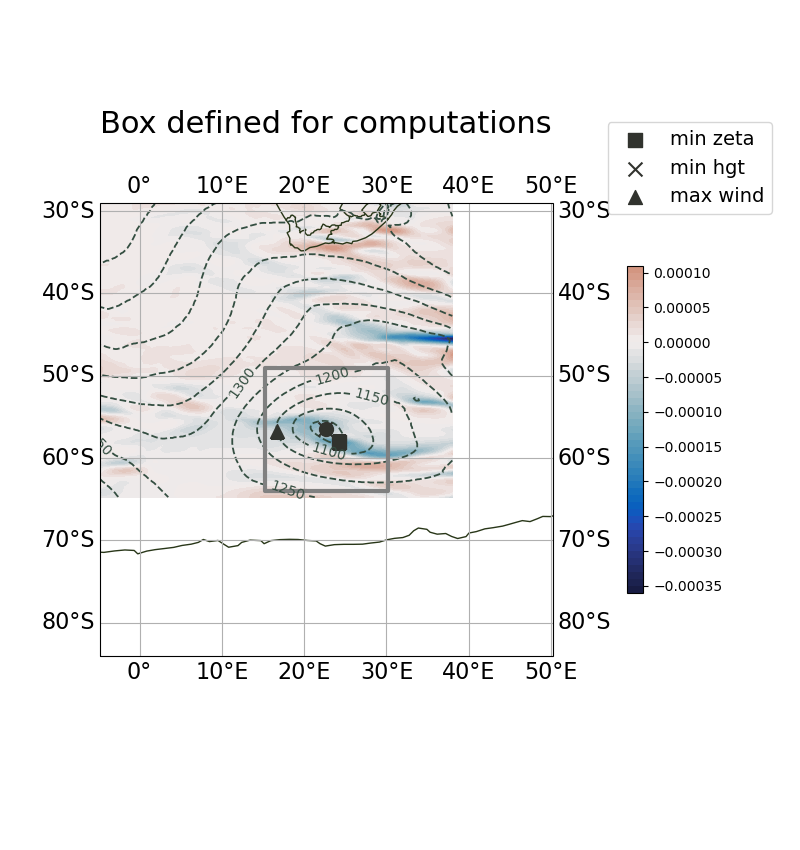 Box defined for computations
min zeta
min hgt
max wind
0° 10°E 20°E 30°E 40°E 50°E
30°S 30°S
40°S 40°S
50°S 50°S
60°S 60°S
70°S 70°S
80°S 80°S
0° 10°E 20°E 30°E 40°E 50°E
1300
1200
1150
1100
1250
50
0.00010
0.00005
0.00000
−0.00005
−0.00010
−0.00015
−0.00020
−0.00025
−0.00030
−0.00035